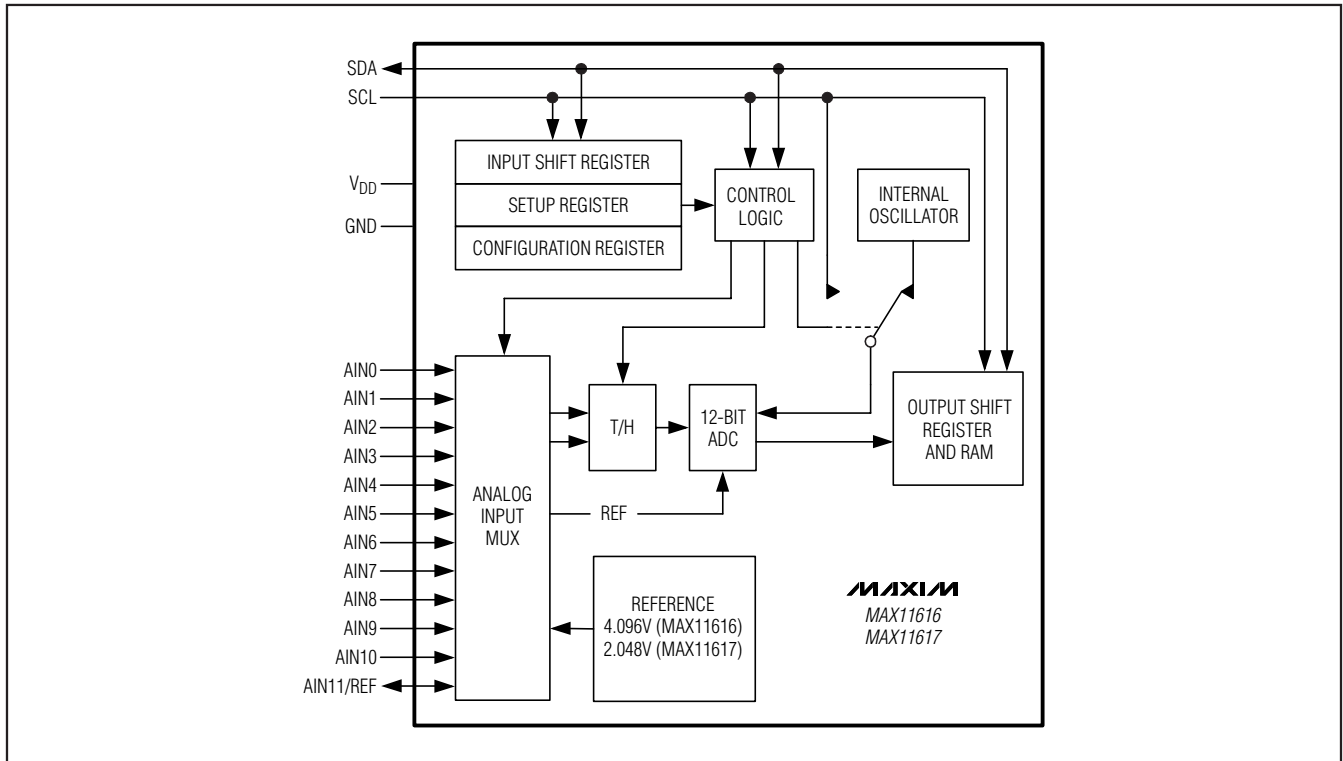 SDA
SCL
VDD
GND
INPUT SHIFT REGISTER
SETUP REGISTER
CONFIGURATION REGISTER
CONTROL
LOGIC
INTERNAL
OSCILLATOR
AIN0
AIN1
AIN2
AIN3
AIN4
AIN5
AIN6
AIN7
AIN8
AIN9
AIN10
AIN11/REF
ANALOG
INPUT
MUX
T/H
12-BIT
ADC
REF
OUTPUT SHIFT
REGISTER
AND RAM
REFERENCE
4.096V (MAX11616)
2.048V (MAX11617)
MAXIM
MAX11616
MAX11617